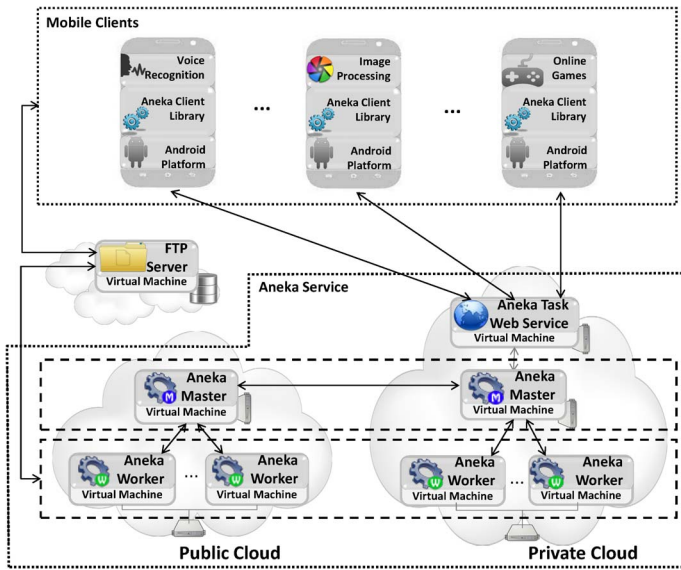 Mobile Clients
Voice
Recognition
Aneka Client
Library
Android
Platform
...
Image
Processing
Aneka Client
Library
Android
Platform
...
Online
Games
Aneka Client
Library
Android
Platform
FTP
Server
Virtual Machine
Aneka Service
Aneka Task
Web Service
Virtual Machine
Aneka
Master
M
Virtual Machine
Aneka
Master
M
Virtual Machine
Aneka
Worker
W
Virtual Machine
...
Aneka
Worker
W
Virtual Machine
Aneka
Worker
W
Virtual Machine
...
Aneka
Worker
W
Virtual Machine
Public Cloud
Private Cloud